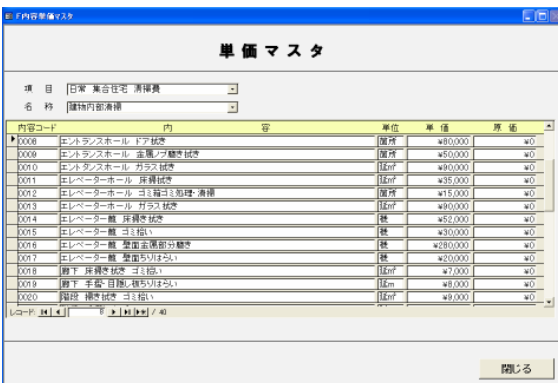 F内容単価マスタ
単価マスタ
項 目 日常 集合住宅 清掃費
名 称 建物内部清掃
内容コード 内 容 単位 単 価 原 価
0008 エントランスホール ドア拭き 箇所 ¥80,000 ¥0
0009 エントランスホール 金属ノブ磨き拭き 箇所 ¥50,000 ¥0
0010 エントタンスホール ガラス拭き 延㎡ ¥90,000 ¥0
0011 エレベーターホール 床掃拭き 延㎡ ¥35,000 ¥0
0012 エレベーターホール ゴミ箱ゴミ処理・清掃 箇所 ¥15,000 ¥0
0013 エレベーターホール ガラス拭き 延㎡ ¥90,000 ¥0
0014 エレベーター籠 床掃き拭き 機 ¥52,000 ¥0
0015 エレベーター籠 ゴミ拾い 機 ¥30,000 ¥0
0016 エレベーター籠 壁面金属部分磨き 機 ¥280,000 ¥0
0017 エレベーター籠 壁面ちりはらい 機 ¥20,000 ¥0
0018 廊下 床掃き拭き ゴミ拾い 延㎡ ¥7,000 ¥0
0019 廊下 手摺・目隠し板ちりはらい 延m ¥8,000 ¥0
0020 階段 掃き拭き ゴミ拾い 延㎡ ¥9,000 ¥0
レコード: 8 / 40
閉じる